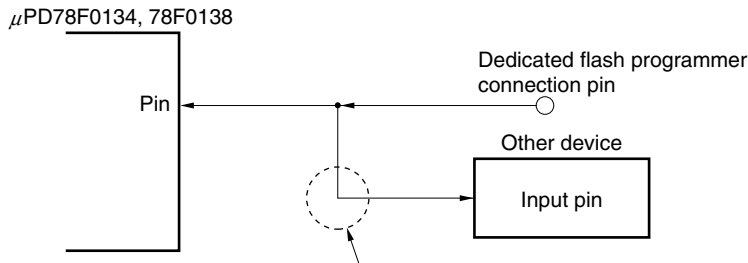 μPD78F0134, 78F0138
Dedicated flash programmer
connection pin
Pin
Other device
Input pin